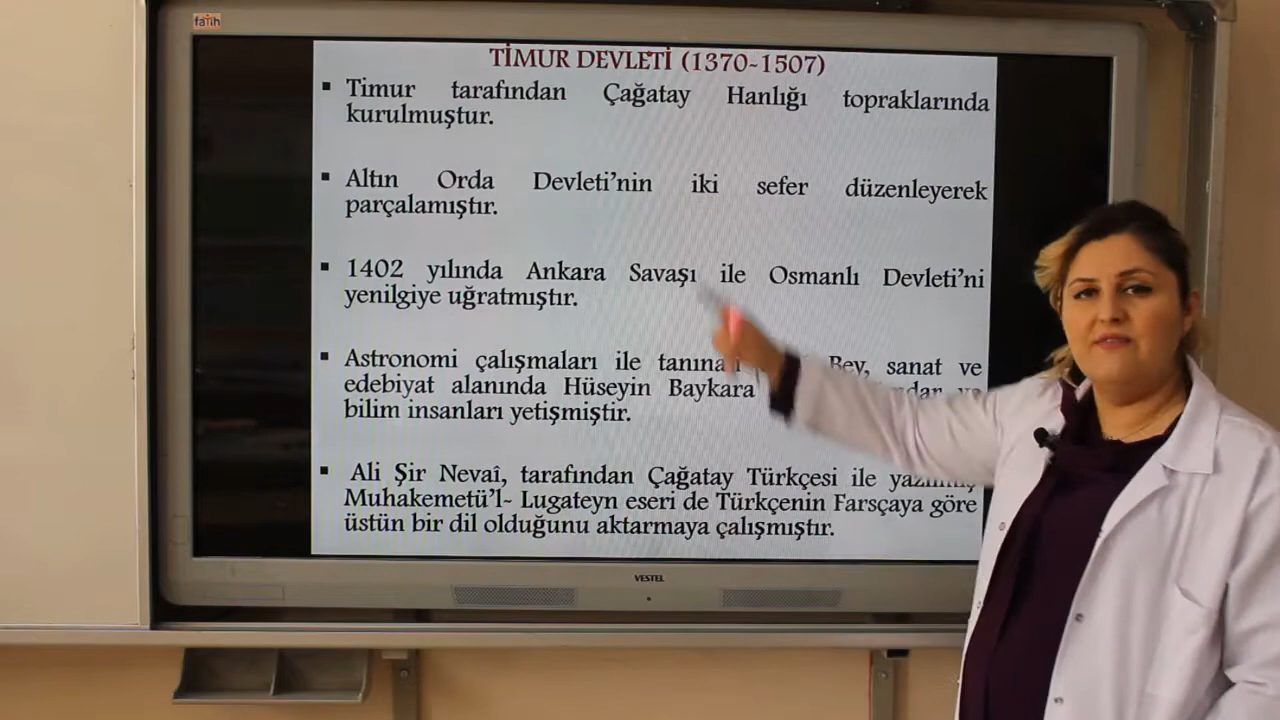 fatih
TİMUR DEVLETİ (1370-1507)
▪ Timur tarafından Çağatay Hanlığı topraklarında
kurulmuştur.
▪ Altın Orda Devleti’nin iki sefer düzenleyerek
parçalamıştır.
▪ 1402 yılında Ankara Savaşı ile Osmanlı Devleti’ni
yenilgiye uğratmıştır.
▪ Astronomi çalışmaları ile Bey, sanat ve
edebiyat alanında Hüseyin Baykara
bilim insanları yetişmiştir.
▪ Ali Şir Nevaî, tarafından Çağatay Türkçesi ile
Muhakemetü’l- Lugateyn eseri de Türkçenin Farsçaya göre
üstün bir dil olduğunu aktarmaya çalışmıştır.
VESTEL